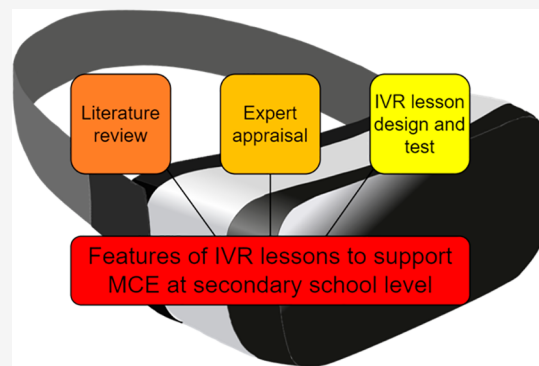 Literature
review
Expert
appraisal
IVR lesson
design and
test
Features of IVR lessons to support
MCE at secondary school level